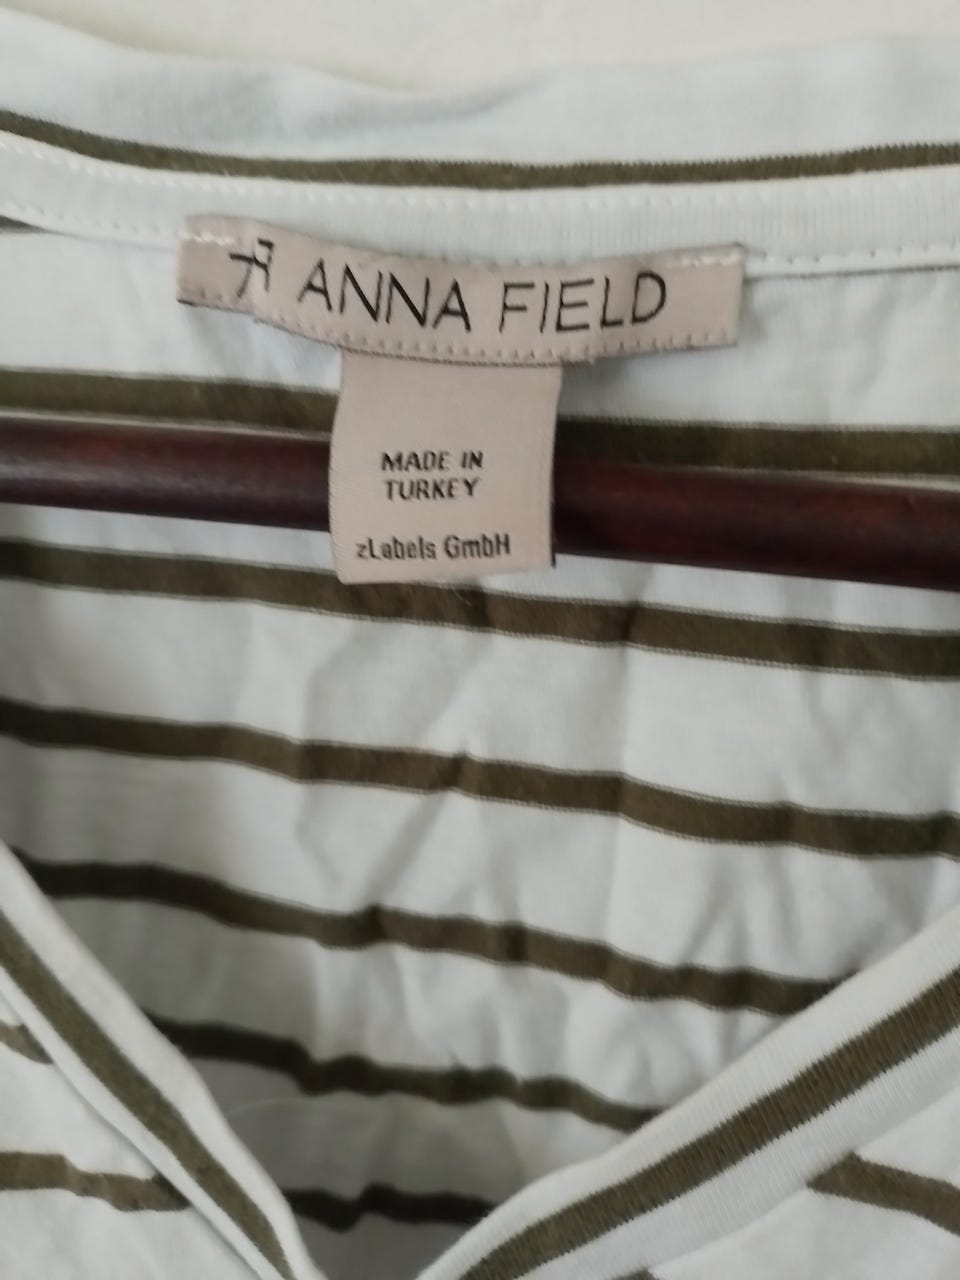 ANNA FIELD
MADE IN
TURKEY
zLabels GmbH